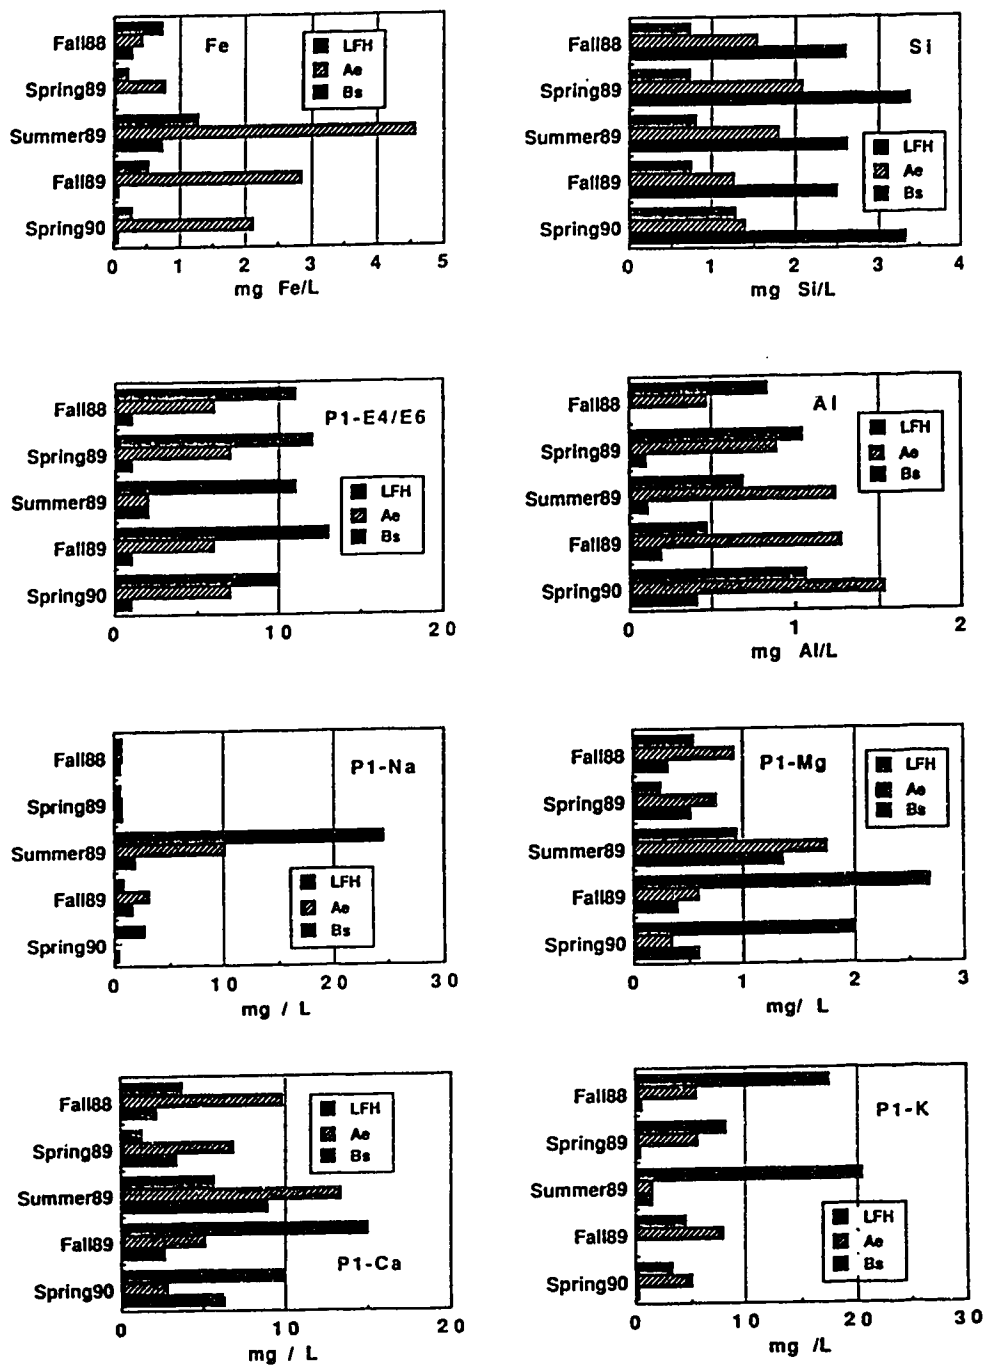 Fe
LFH
Ae
Bs
Fall88
Spring89
Summer89
Fall89
Spring90
0 1 2 3 4 5
mg Fe/L
Si
LFH
Ae
Bs
Fall88
Spring89
Summer89
Fall89
Spring90
0 1 2 3 4
mg Si/L
P1-E4/E6
LFH
Ae
Bs
Fall88
Spring89
Summer89
Fall89
Spring90
0 10 20
Al
LFH
Ae
Bs
Fall88
Spring89
Summer89
Fall89
Spring90
0 1 2
mg Al/L
P1-Na
LFH
Ae
Bs
Fall88
Spring89
Summer89
Fall89
Spring90
0 10 20 30
mg / L
P1-Mg
LFH
Ae
Bs
Fall88
Spring89
Summer89
Fall89
Spring90
0 1 2 3
mg/ L
P1-Ca
LFH
Ae
Bs
Fall88
Spring89
Summer89
Fall89
Spring90
0 10 20
mg / L
P1-K
LFH
Ae
Bs
Fall88
Spring89
Summer89
Fall89
Spring90
0 10 20 30
mg /L